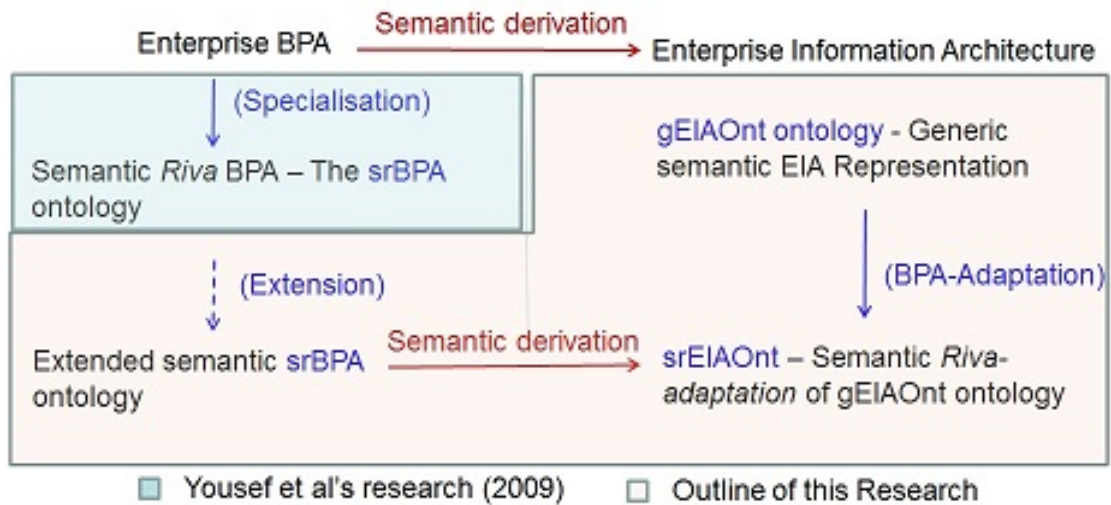 Semantic derivation
Enterprise BPA
Enterprise Information Architecture
(Specialisation)
Semantic Riva BPA – The srBPA
ontology
gEIAOnt ontology - Generic
semantic EIA Representation
(Extension)
(BPA-Adaptation)
Extended semantic srBPA
ontology
Semantic derivation
srEIAOnt – Semantic Riva-
adaptation of gEIAOnt ontology
Yousef et al's research (2009)
Outline of this Research